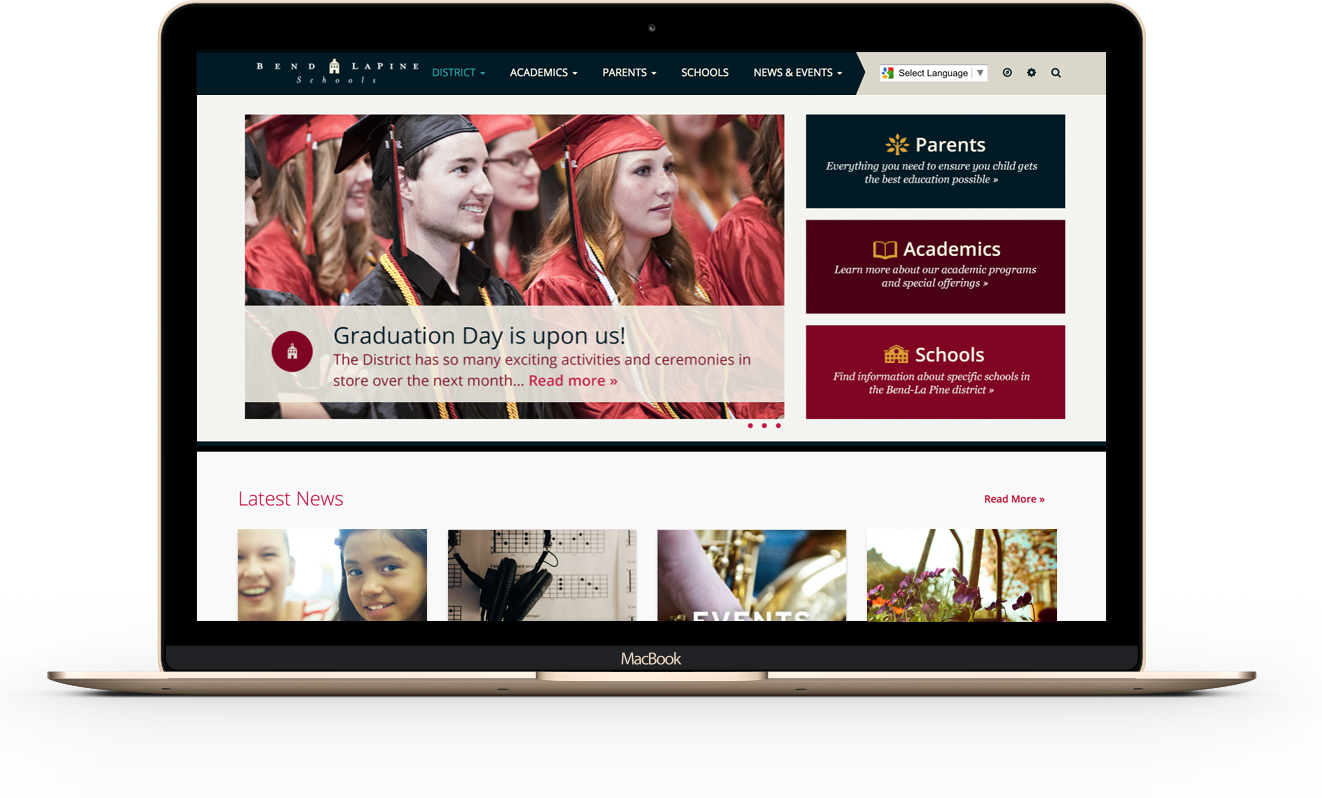 BEND LAPINE
Schools
DISTRICT
ACADEMICS
PARENTS
SCHOOLS
NEWS & EVENTS
Select Language
Parents
Everything you need to ensure you child gets
the best education possible »
Academics
Learn more about our academic programs
and special offerings »
Graduation Day is upon us!
The District has so many exciting activities and ceremonies in
store over the next month... Read more »
Schools
Find information about specific schools in
the Bend-La Pine district »
Latest News
Read More »
EVENTS
MacBook